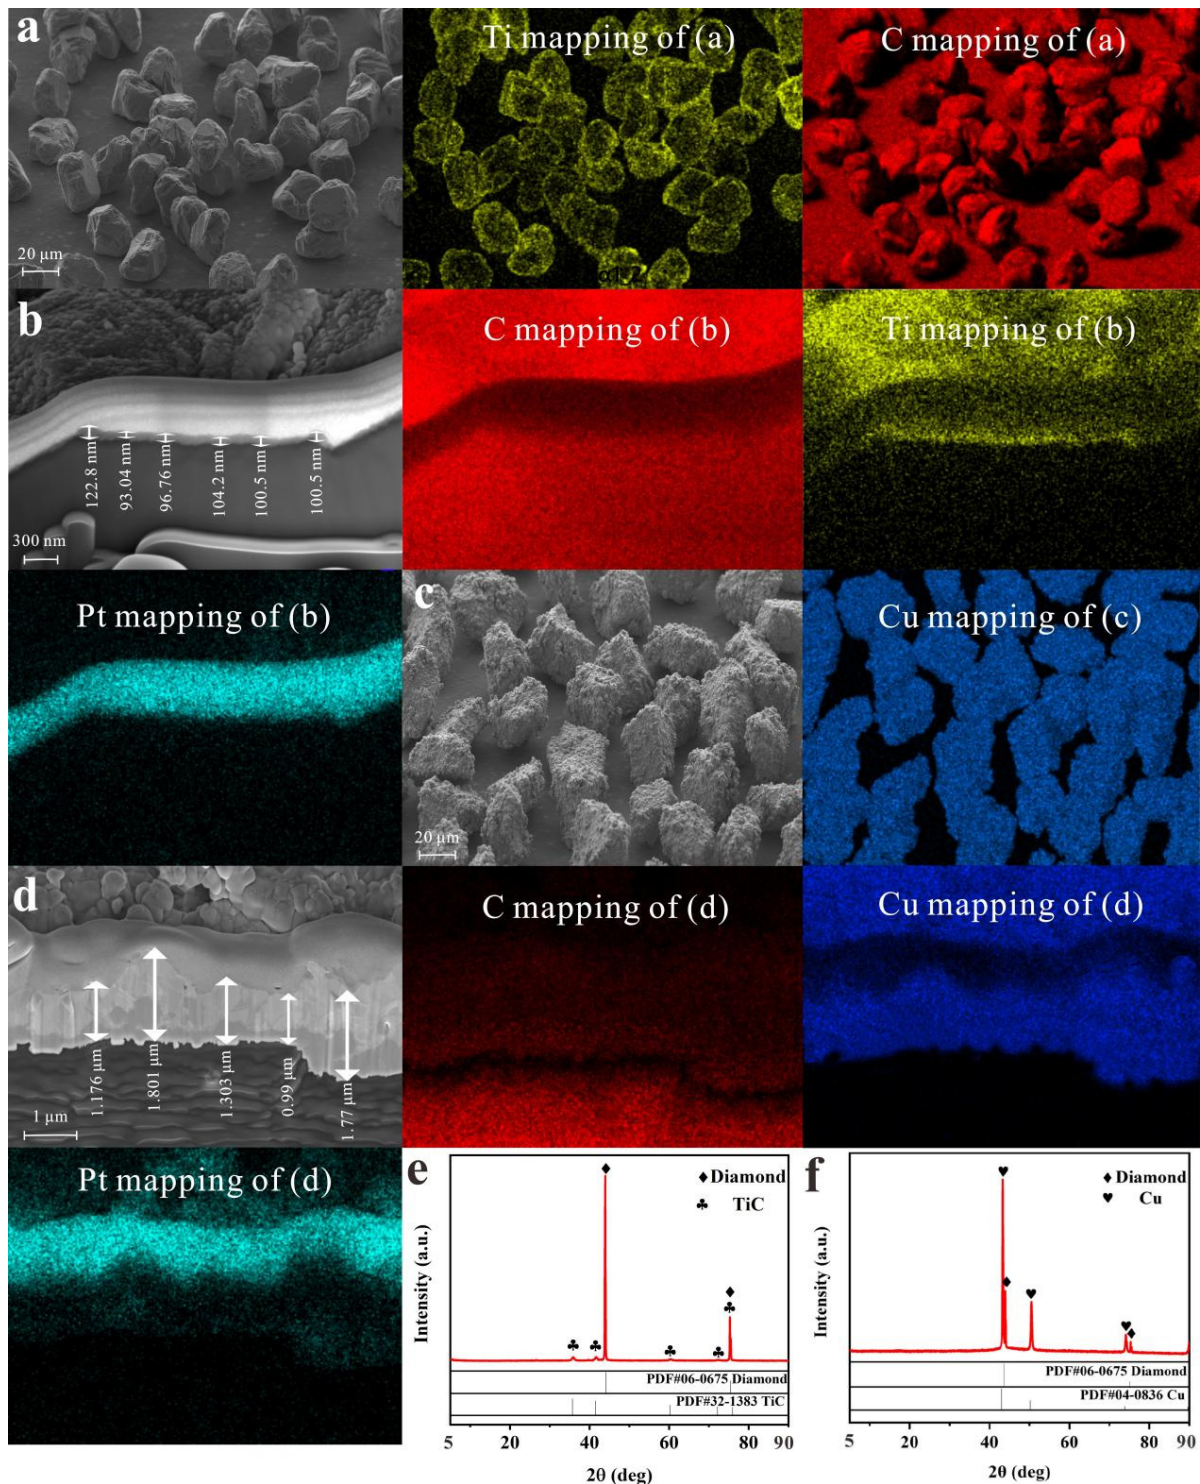 a
Ti mapping of (a)
C mapping of (a)
20 μm
b
C mapping of (b)
Ti mapping of (b)
122.8 nm
93.04 nm
96.76 nm
104.2 nm
100.5 nm
100.5 nm
300 nm
Pt mapping of (b)
c
Cu mapping of (c)
20 μm
d
C mapping of (d)
Cu mapping of (d)
1.176 μm
1.801 μm
1.303 μm
0.99 μm
1.77 μm
1 μm
Pt mapping of (d)
e
♦ Diamond
♣ TiC
Intensity (a.u.)
PDF#06-0675 Diamond
PDF#32-1383 TiC
5 20 40 60 80 90
2θ (deg)
f
♦ Diamond
♥ Cu
Intensity (a.u.)
PDF#06-0675 Diamond
PDF#04-0836 Cu
5 20 40 60 80 90
2θ (deg)